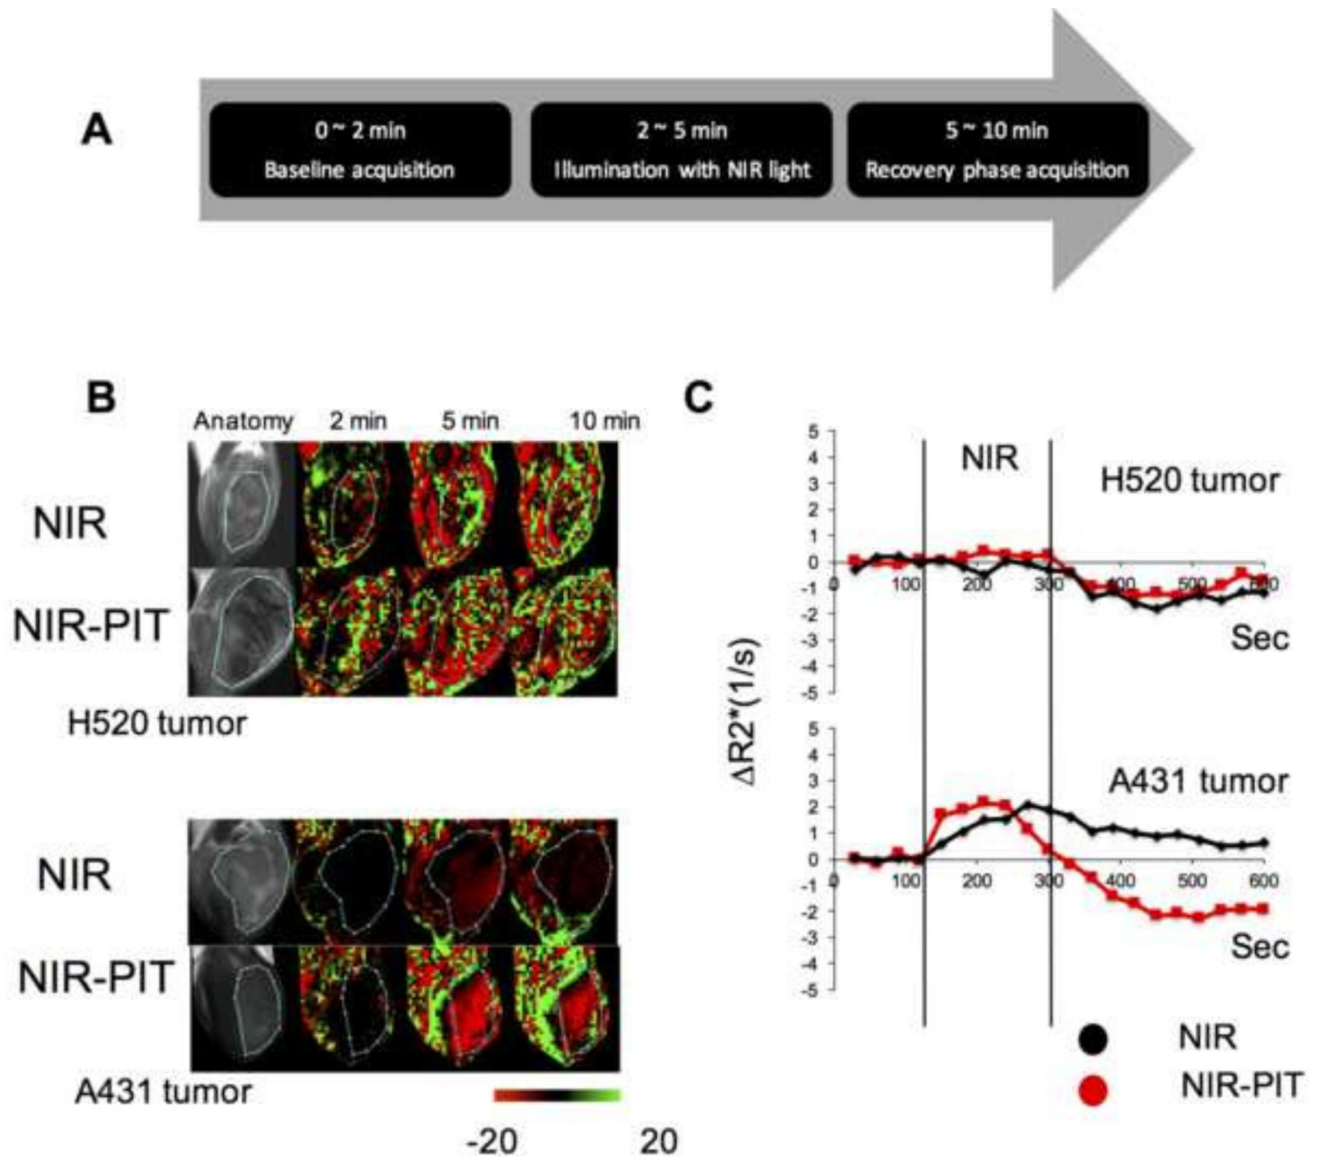 A
0 ~ 2 min
Baseline acquisition
2 ~ 5 min
Illumination with NIR light
5 ~ 10 min
Recovery phase acquisition
B
Anatomy 2 min 5 min 10 min
NIR
NIR-PIT
H520 tumor
NIR
NIR-PIT
A431 tumor
-20 20
C
ΔR2*(1/s)
NIR
H520 tumor
5
4
3
2
1
0
-1
-2
-3
-4
-5
0 100 200 300 400 500 600
Sec
A431 tumor
5
4
3
2
1
0
-1
-2
-3
-4
-5
0 100 200 300 400 500 600
Sec
NIR
NIR-PIT